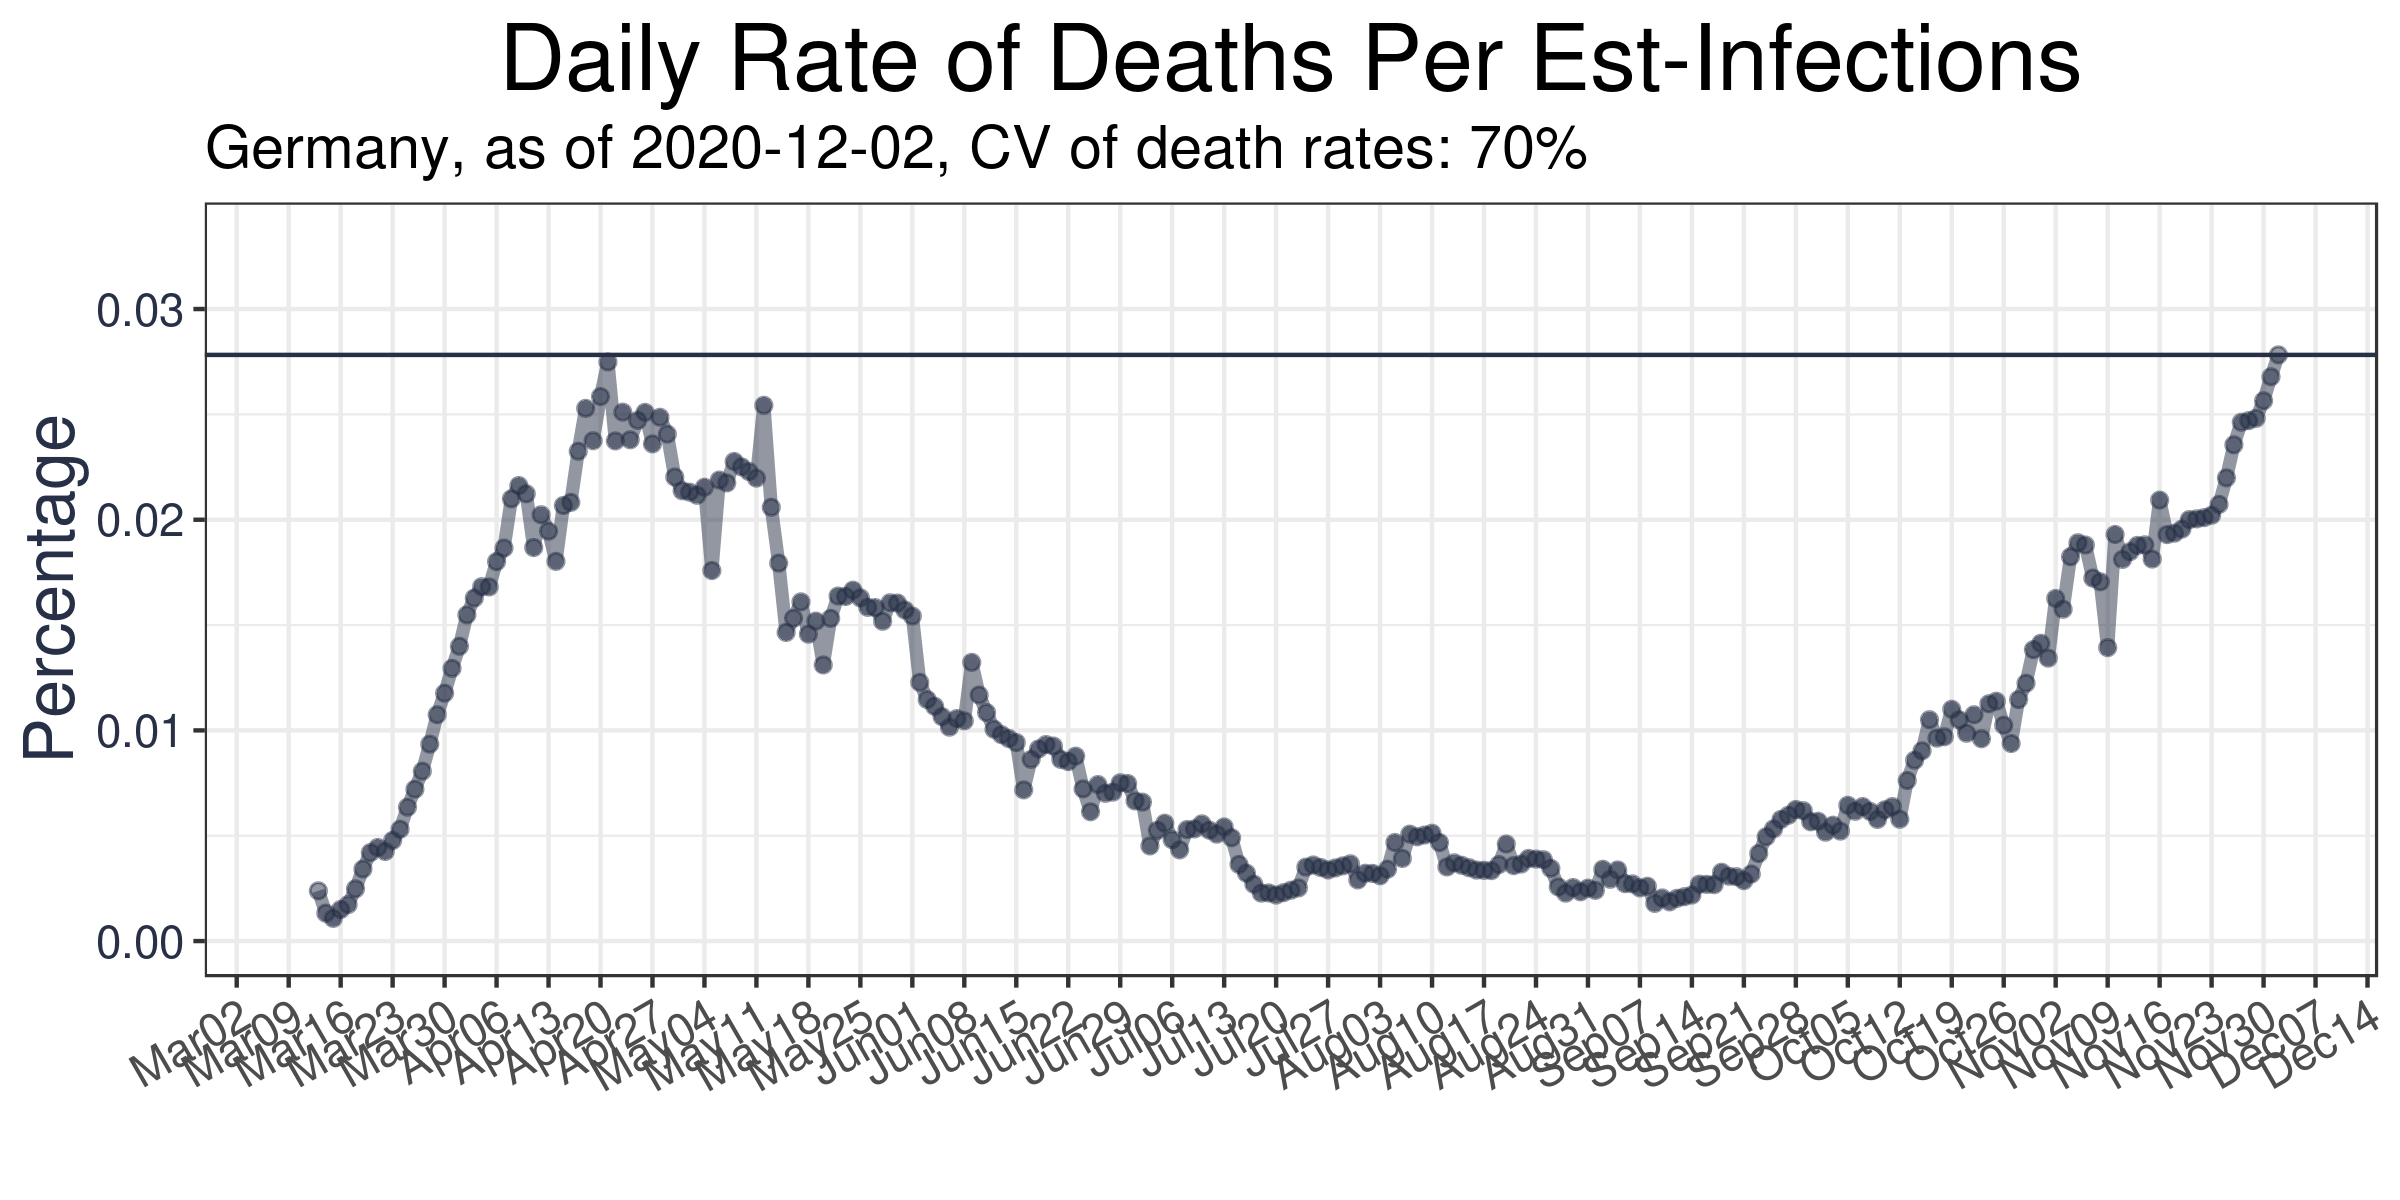 Daily Rate of Deaths Per Est-Infections
Germany, as of 2020-12-02, CV of death rates: 70%
Percentage
0.03
0.02
0.01
0.00
Mar02
Mar09
Mar16
Mar23
Mar30
Apr06
Apr13
Apr20
Apr27
May04
May11
May18
May25
Jun01
Jun08
Jun15
Jun22
Jun29
Jul06
Jul13
Jul20
Jul27
Aug03
Aug10
Aug17
Aug24
Aug31
Sep07
Sep14
Sep21
Sep28
Oct05
Oct12
Oct19
Oct26
Nov02
Nov09
Nov16
Nov23
Nov30
Dec07
Dec14